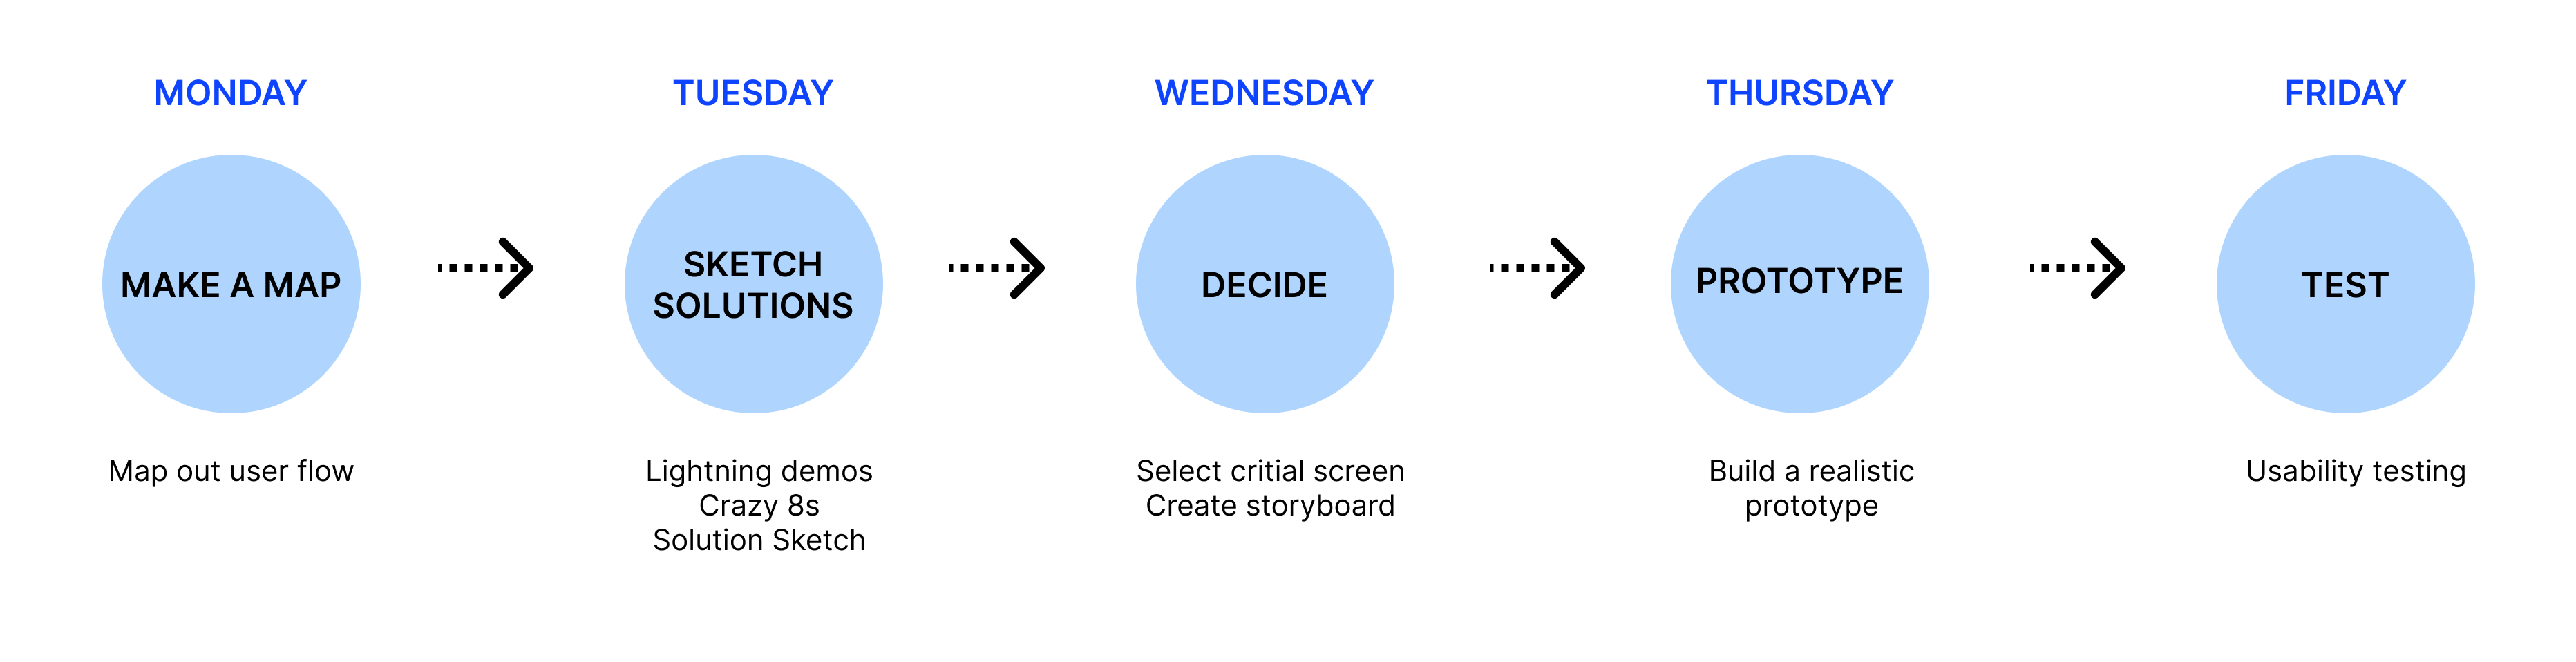 MONDAY
MAKE A MAP
Map out user flow
TUESDAY
SKETCH
SOLUTIONS
Lightning demos
Crazy 8s
Solution Sketch
WEDNESDAY
DECIDE
Select critial screen
Create storyboard
THURSDAY
PROTOTYPE
Build a realistic
prototype
FRIDAY
TEST
Usability testing